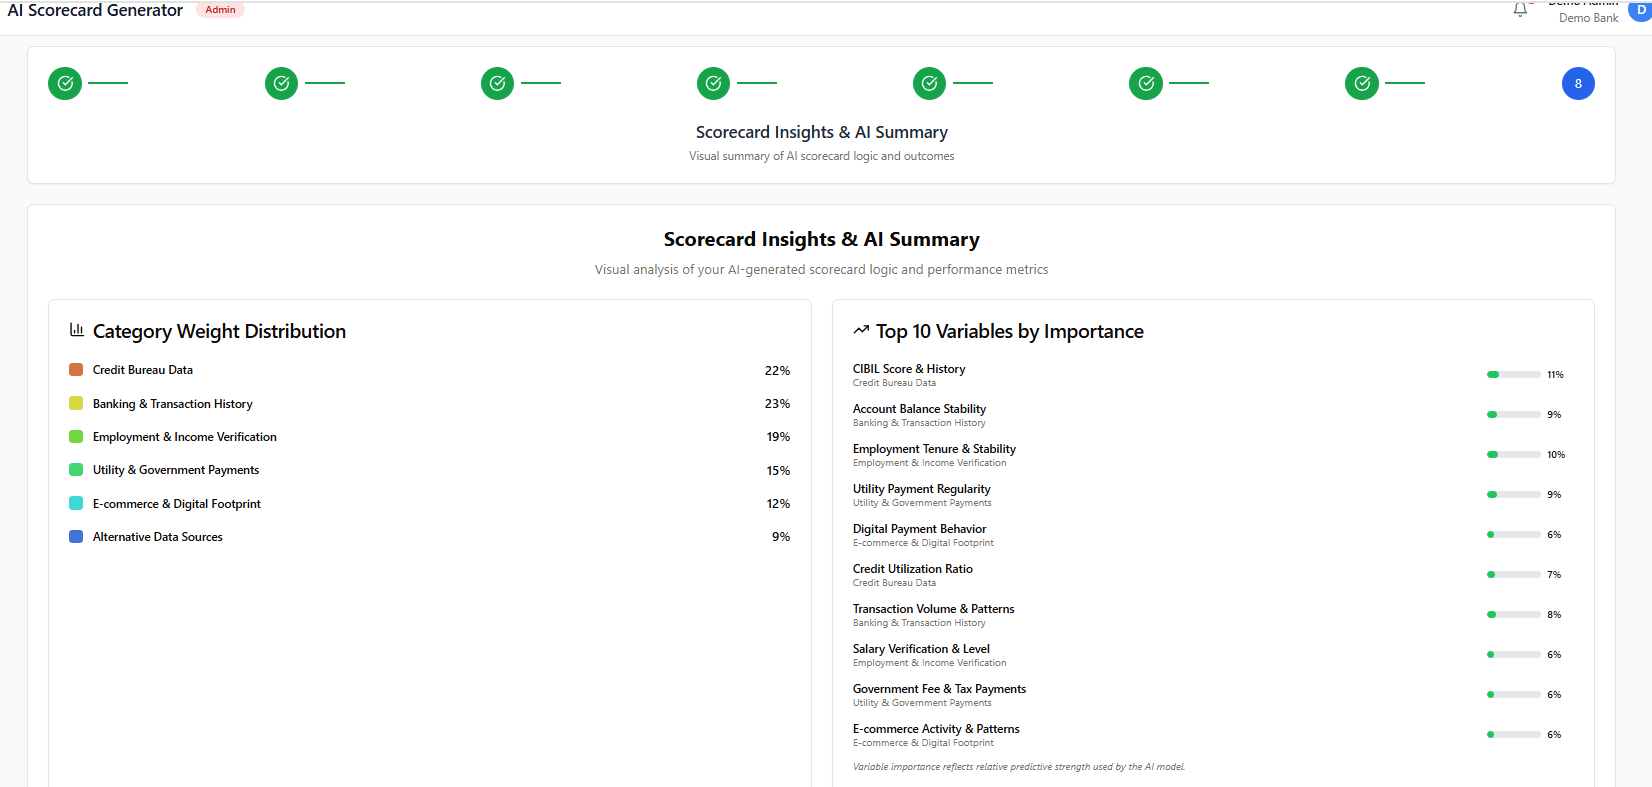 AI Scorecard Generator Admin
Demo Admin
Demo Bank
D
8
Scorecard Insights & AI Summary
Visual summary of AI scorecard logic and outcomes
Scorecard Insights & AI Summary
Visual analysis of your AI-generated scorecard logic and performance metrics
Category Weight Distribution
Credit Bureau Data 22%
Banking & Transaction History 23%
Employment & Income Verification 19%
Utility & Government Payments 15%
E-commerce & Digital Footprint 12%
Alternative Data Sources 9%
Top 10 Variables by Importance
CIBIL Score & History
Credit Bureau Data
11%
Account Balance Stability
Banking & Transaction History
9%
Employment Tenure & Stability
Employment & Income Verification
10%
Utility Payment Regularity
Utility & Government Payments
9%
Digital Payment Behavior
E-commerce & Digital Footprint
6%
Credit Utilization Ratio
Credit Bureau Data
7%
Transaction Volume & Patterns
Banking & Transaction History
8%
Salary Verification & Level
Employment & Income Verification
6%
Government Fee & Tax Payments
Utility & Government Payments
6%
E-commerce Activity & Patterns
E-commerce & Digital Footprint
6%
Variable importance reflects relative predictive strength used by the AI model.